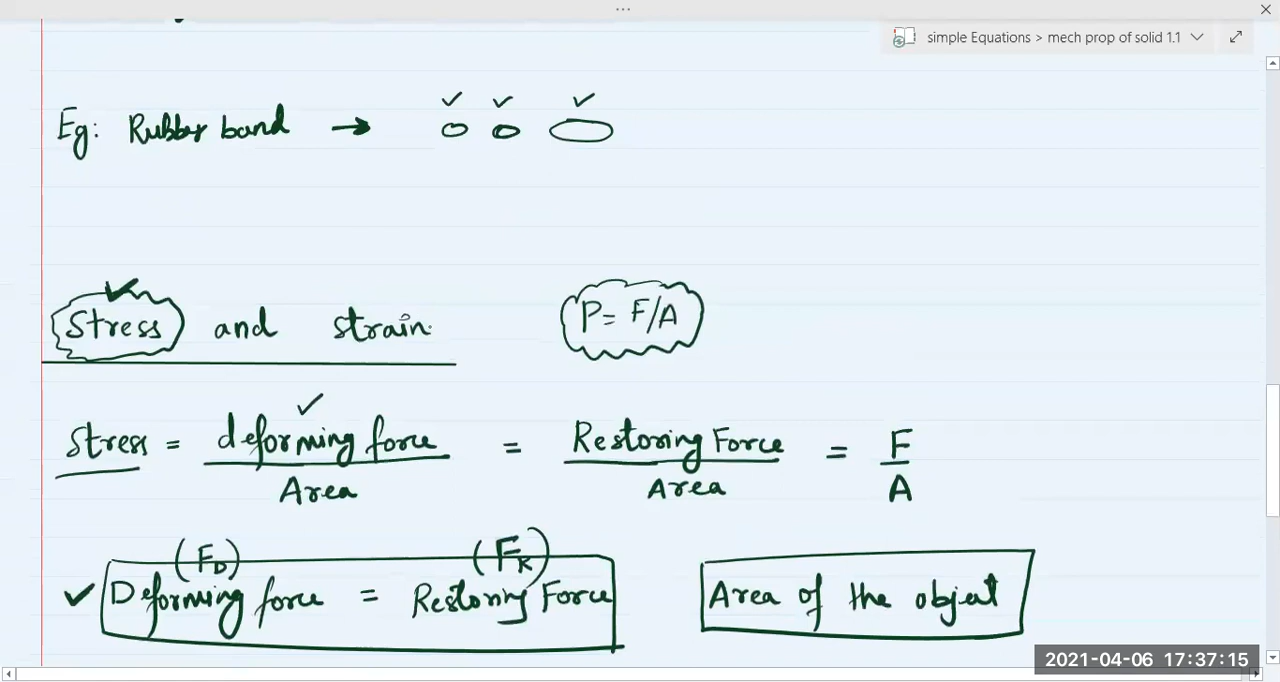 simple Equations > mech prop of solid 1.1
Eg: Rubber band →
Stress and strain. P = F/A
Stress = deforming force / Area = Restoring Force / Area = F / A
(F_D) (F_R)
Deforming force = Restoring Force Area of the object
2021-04-06 17:37:15